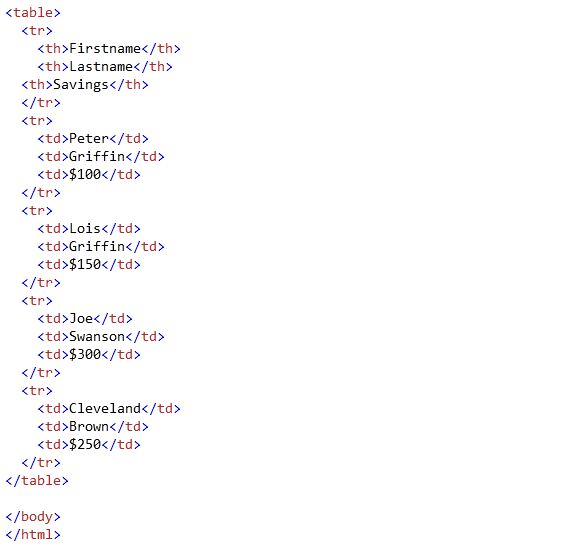 <table>
<tr>
<th>Firstname</th>
<th>Lastname</th>
<th>Savings</th>
</tr>
<tr>
<td>Peter</td>
<td>Griffin</td>
<td>$100</td>
</tr>
<tr>
<td>Lois</td>
<td>Griffin</td>
<td>$150</td>
</tr>
<tr>
<td>Joe</td>
<td>Swanson</td>
<td>$300</td>
</tr>
<tr>
<td>Cleveland</td>
<td>Brown</td>
<td>$250</td>
</tr>
</table>
</body>
</html>